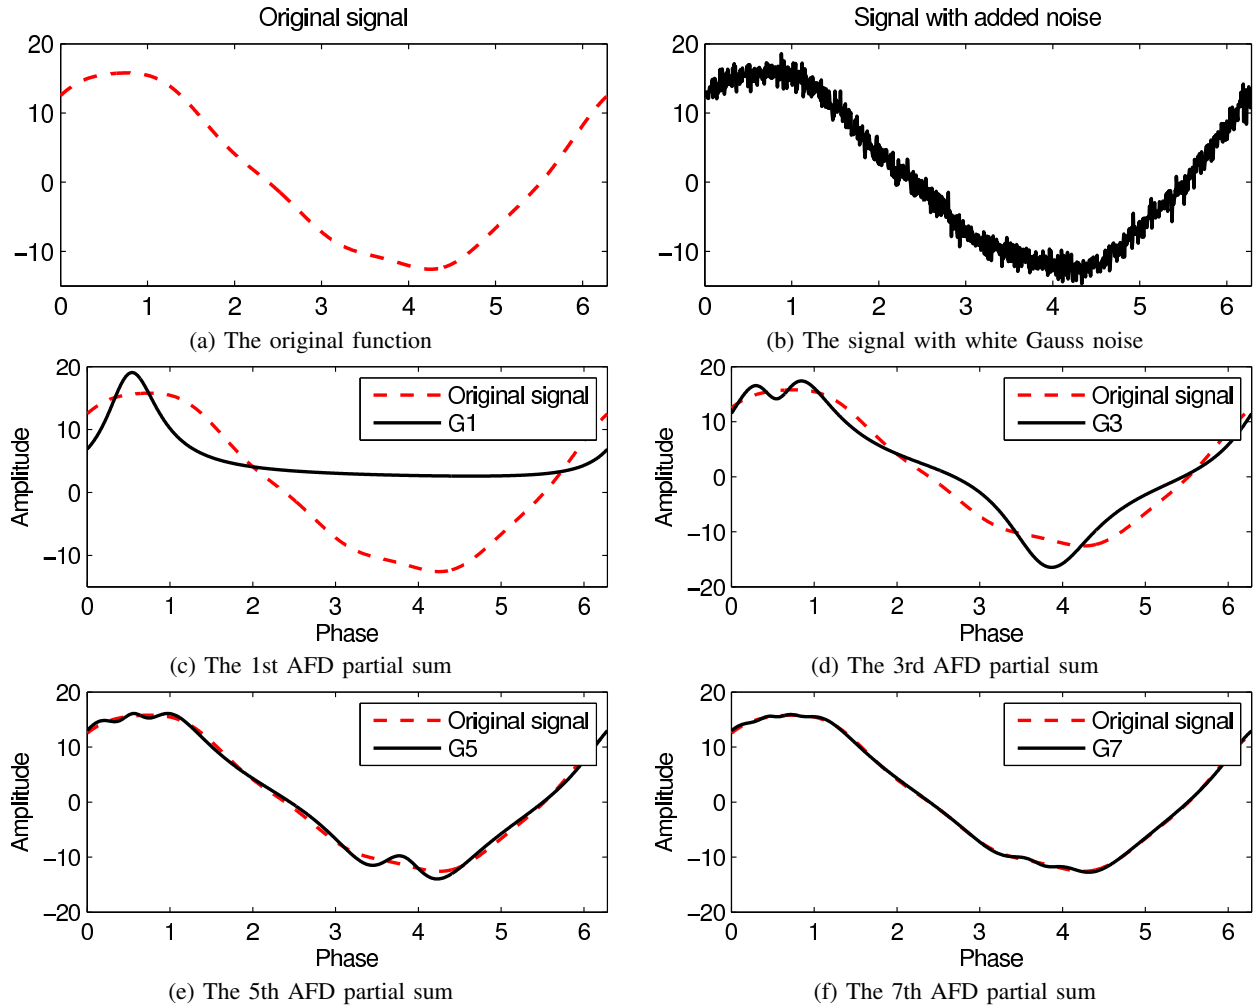 Original signal
Signal with added noise
20
10
0
−10
0 1 2 3 4 5 6
20
10
0
−10
0 1 2 3 4 5 6
(a) The original function
(b) The signal with white Gauss noise
Amplitude
20
10
0
−10
0 1 2 3 4 5 6
Phase
Original signal
G1
Amplitude
20
10
0
−10
−20
0 1 2 3 4 5 6
Phase
Original signal
G3
(c) The 1st AFD partial sum
(d) The 3rd AFD partial sum
Amplitude
20
10
0
−10
−20
0 1 2 3 4 5 6
Phase
Original signal
G5
Amplitude
20
10
0
−10
−20
0 1 2 3 4 5 6
Phase
Original signal
G7
(e) The 5th AFD partial sum
(f) The 7th AFD partial sum